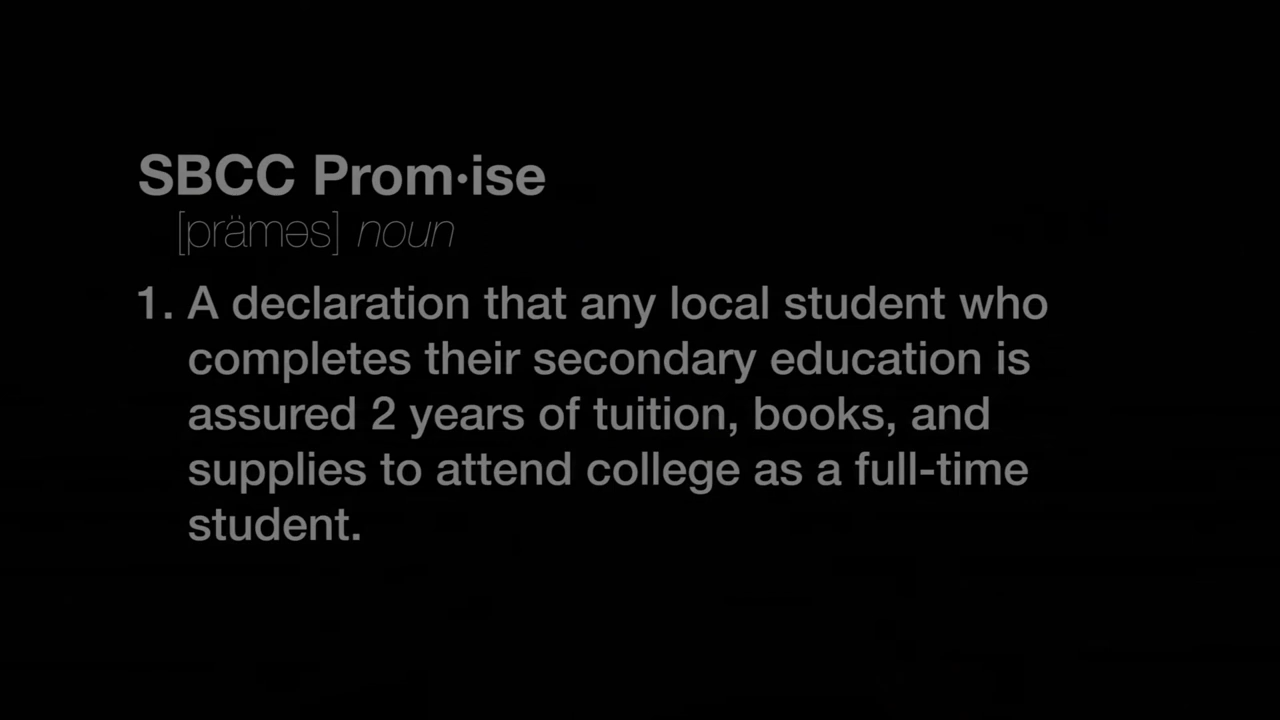 SBCC Prom·ise
[präməs] noun
1. A declaration that any local student who
completes their secondary education is
assured 2 years of tuition, books, and
supplies to attend college as a full-time
student.